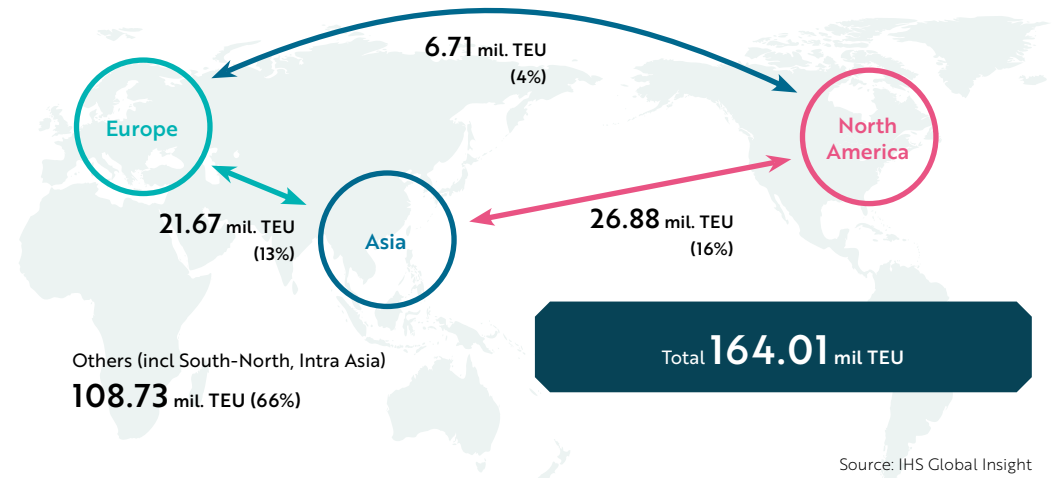 6.71 mil. TEU
(4%)
Europe
North
America
21.67 mil. TEU
(13%)
Asia
26.88 mil. TEU
(16%)
Total 164.01 mil TEU
Others (incl South-North, Intra Asia)
108.73 mil. TEU (66%)
Source: IHS Global Insight